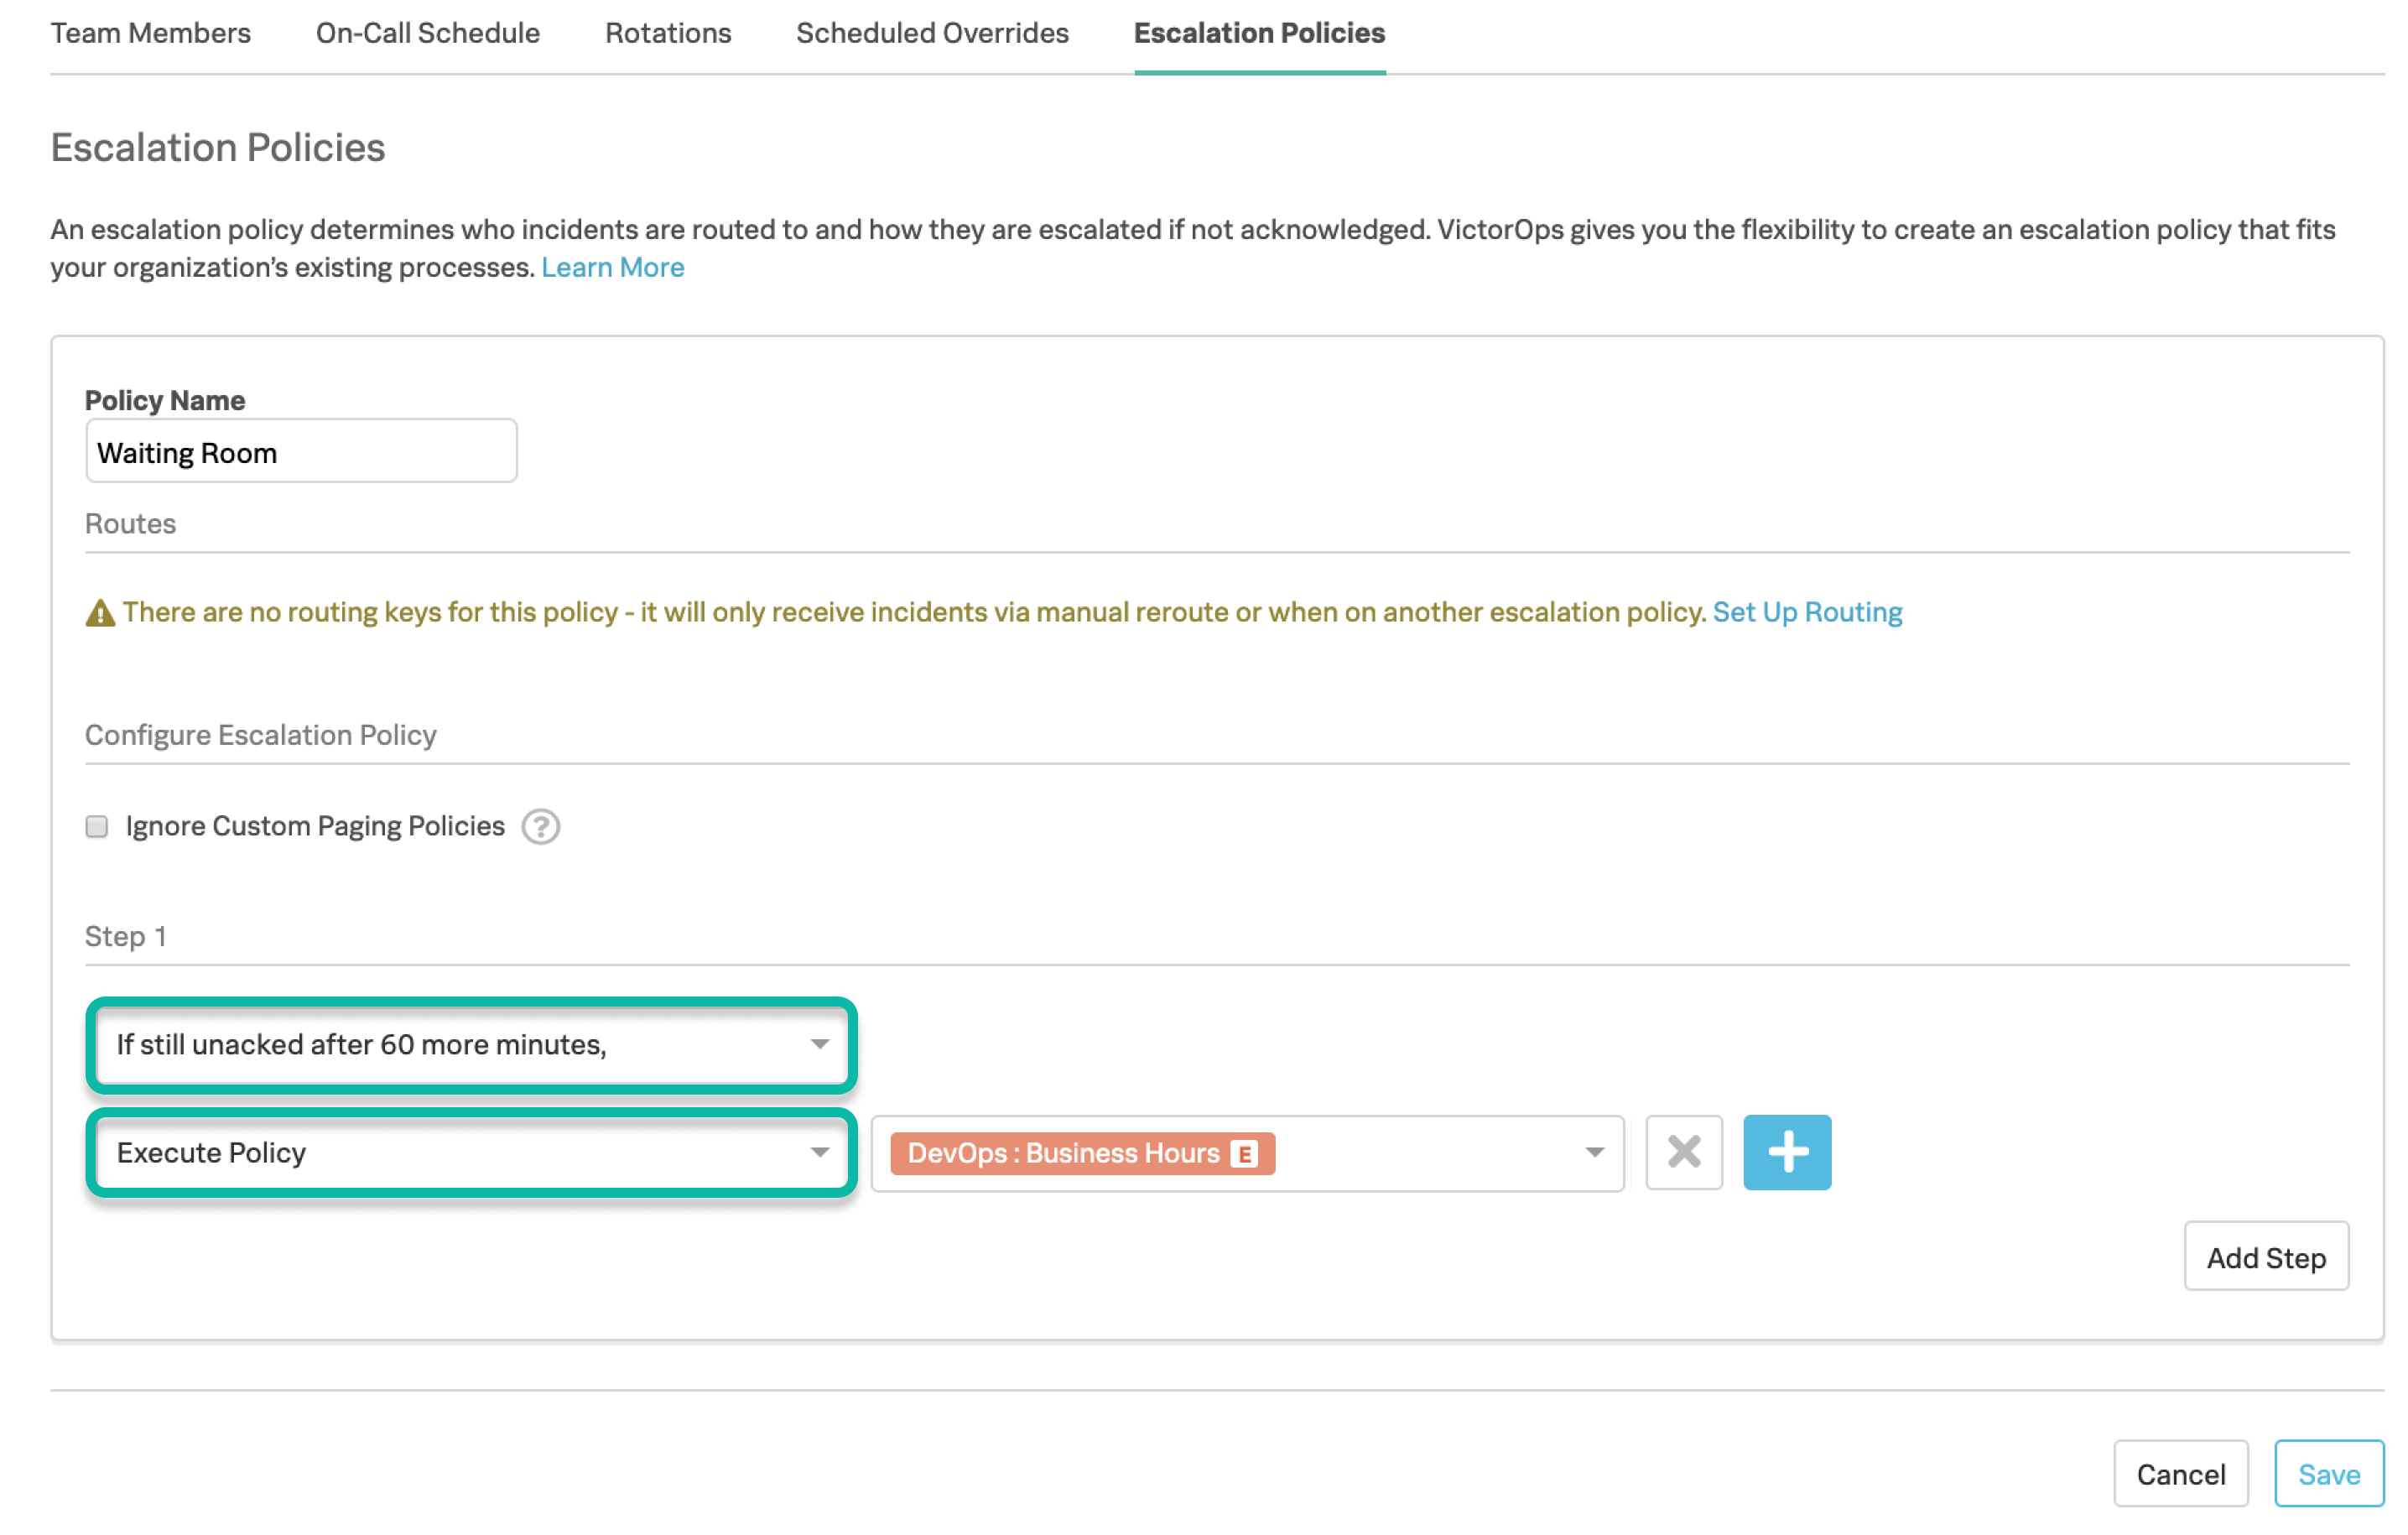 Team Members On-Call Schedule Rotations Scheduled Overrides Escalation Policies
Escalation Policies
An escalation policy determines who incidents are routed to and how they are escalated if not acknowledged. VictorOps gives you the flexibility to create an escalation policy that fits
your organization’s existing processes. Learn More
Policy Name
Waiting Room
Routes
There are no routing keys for this policy - it will only receive incidents via manual reroute or when on another escalation policy. Set Up Routing
Configure Escalation Policy
Ignore Custom Paging Policies ?
Step 1
If still unacked after 60 more minutes,
Execute Policy DevOps : Business Hours E
Add Step
Cancel Save